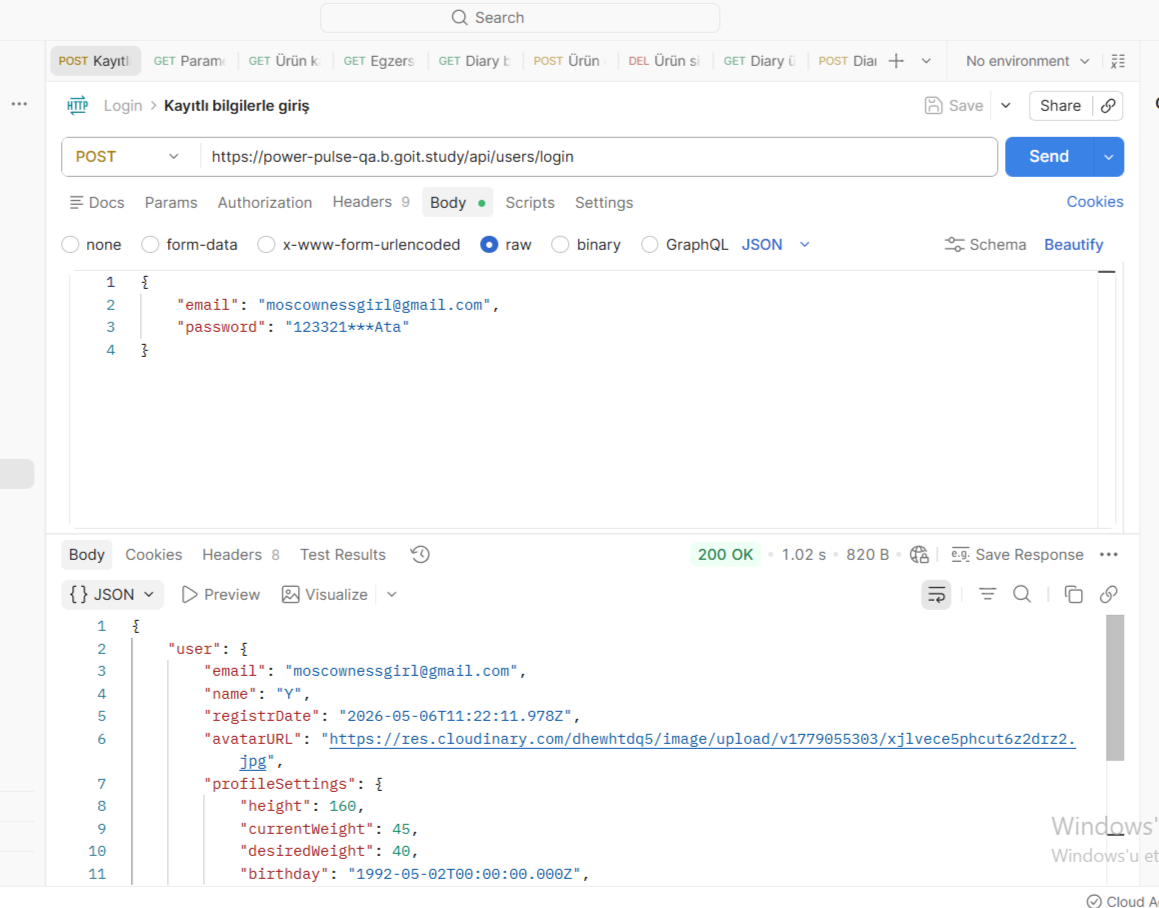 Search
POST Kayıtlı GET Param GET Ürün k GET Egzers GET Diary b POST Ürün DEL Ürün si GET Diary ü POST Diar No environment
Login > Kayıtlı bilgilerle giriş Save Share
POST https://power-pulse-qa.b.goit.study/api/users/login Send
Docs Params Authorization Headers 9 Body Scripts Settings Cookies
none form-data x-www-form-urlencoded raw binary GraphQL JSON Schema Beautify
1 {
2 "email": "moscownessgirl@gmail.com",
3 "password": "123321***Ata"
4 }
Body Cookies Headers 8 Test Results 200 OK 1.02 s 820 B e.g. Save Response
{} JSON Preview Visualize
1 {
2 "user": {
3 "email": "moscownessgirl@gmail.com",
4 "name": "Y",
5 "registrDate": "2026-05-06T11:22:11.978Z",
6 "avatarURL": "https://res.cloudinary.com/dhewhtdq5/image/upload/v1779055303/xjlvece5phcut6z2drz2.
jpg",
7 "profileSettings": {
8 "height": 160,
9 "currentWeight": 45,
Windows'
10 "desiredWeight": 40,
Windows'u et
11 "birthday": "1992-05-02T00:00:00.000Z",
Cloud A